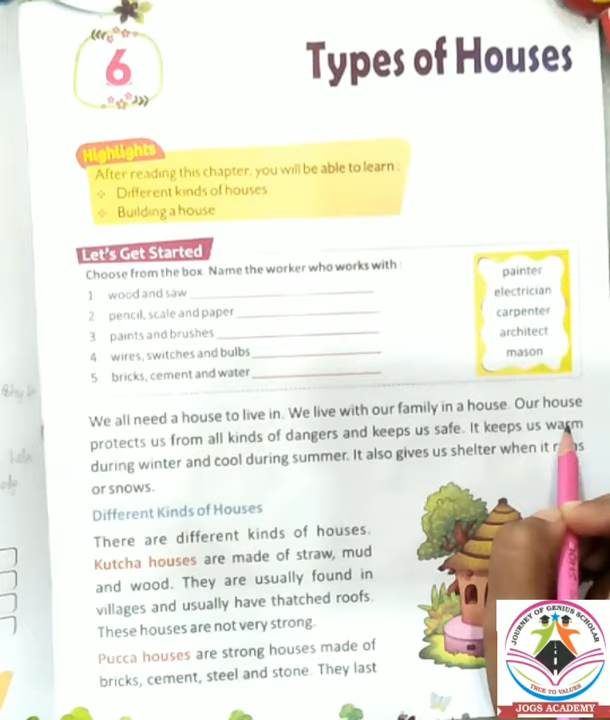 6
Types of Houses
Highlights
After reading this chapter, you will be able to learn :
Different kinds of houses
Building a house
Let's Get Started
Choose from the box. Name the worker who works with :
1 wood and saw
2 pencil, scale and paper
3 paints and brushes
4 wires, switches and bulbs
5 bricks, cement and water
painter
electrician
carpenter
architect
mason
We all need a house to live in. We live with our family in a house. Our house
protects us from all kinds of dangers and keeps us safe. It keeps us warm
during winter and cool during summer. It also gives us shelter when it
or snows.
Different Kinds of Houses
There are different kinds of houses.
Kutcha houses are made of straw, mud
and wood. They are usually found in
villages and usually have thatched roofs.
These houses are not very strong.
Pucca houses are strong houses made of
bricks, cement, steel and stone. They last
JOURNEY OF GENIUS SCHOLAR
TRUE TO VALUES
JOGS ACADEMY